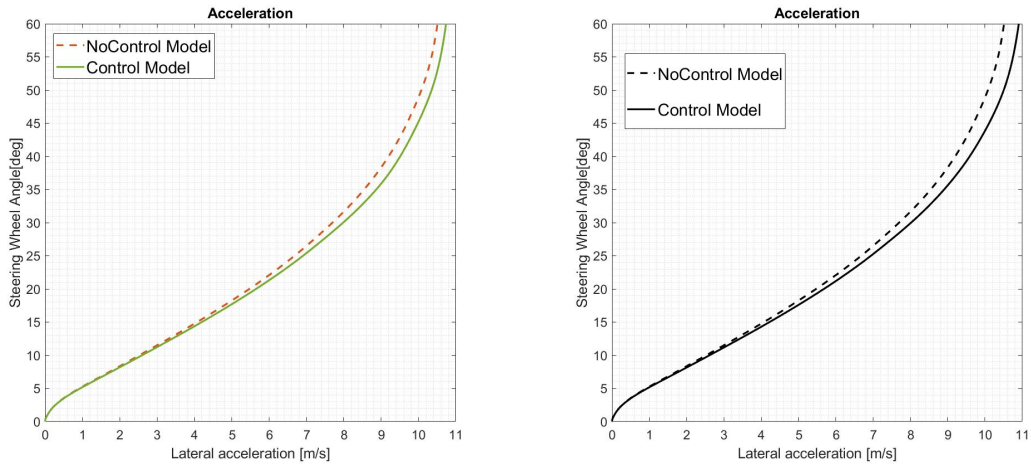 Acceleration
60
55
50
45
40
35
30
25
20
15
10
5
0
Steering Wheel Angle[deg]
NoControl Model
Control Model
0 1 2 3 4 5 6 7 8 9 10 11
Lateral acceleration [m/s]
Acceleration
60
55
50
45
40
35
30
25
20
15
10
5
0
Steering Wheel Angle[deg]
NoControl Model
Control Model
0 1 2 3 4 5 6 7 8 9 10 11
Lateral acceleration [m/s]